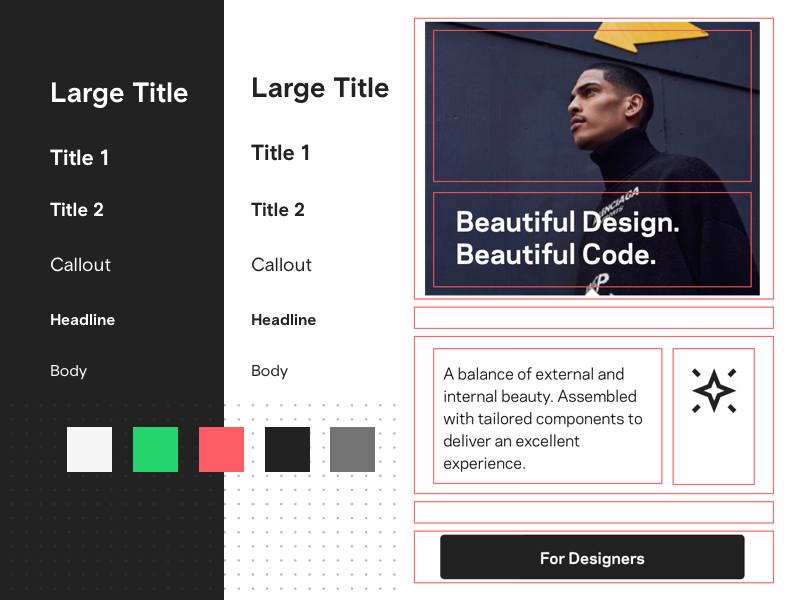 Large Title
Title 1
Title 2
Callout
Headline
Body
Large Title
Title 1
Title 2
Callout
Headline
Body
Beautiful Design.
Beautiful Code.
A balance of external and
internal beauty. Assembled
with tailored components to
deliver an excellent
experience.
For Designers